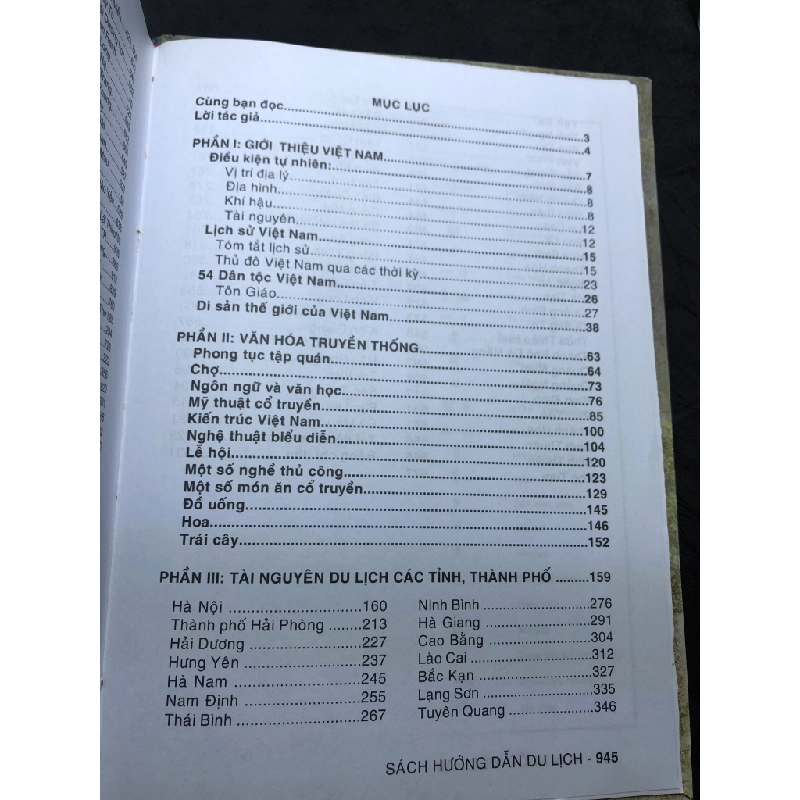 MỤC LỤC
Cùng bạn đọc.....3
Lời tác giả.....4
PHẦN I: GIỚI THIỆU VIỆT NAM.....7
Điều kiện tự nhiên:.....8
Vị trí địa lý.....8
Địa hình.....8
Khí hậu.....12
Tài nguyên.....12
Lịch sử Việt Nam.....15
Tóm tắt lịch sử.....15
Thủ đô Việt Nam qua các thời kỳ.....23
54 Dân tộc Việt Nam.....26
Tôn Giáo.....27
Di sản thế giới của Việt Nam.....38
PHẦN II: VĂN HÓA TRUYỀN THỐNG.....63
Phong tục tập quán.....64
Chợ.....73
Ngôn ngữ và văn học.....76
Mỹ thuật cổ truyền.....85
Kiến trúc Việt Nam.....100
Nghệ thuật biểu diễn.....104
Lễ hội.....120
Một số nghề thủ công.....123
Một số món ăn cổ truyền.....129
Đồ uống.....145
Hoa.....146
Trái cây.....152
PHẦN III: TÀI NGUYÊN DU LỊCH CÁC TỈNH, THÀNH PHỐ .....159
Hà Nội .....160
Thành phố Hải Phòng .....213
Hải Dương .....227
Hưng Yên .....237
Hà Nam .....245
Nam Định .....255
Thái Bình .....267
Ninh Bình .....276
Hà Giang .....291
Cao Bằng .....304
Lào Cai .....312
Bắc Kạn .....327
Lạng Sơn .....335
Tuyên Quang .....346
SÁCH HƯỚNG DẪN DU LỊCH - 945